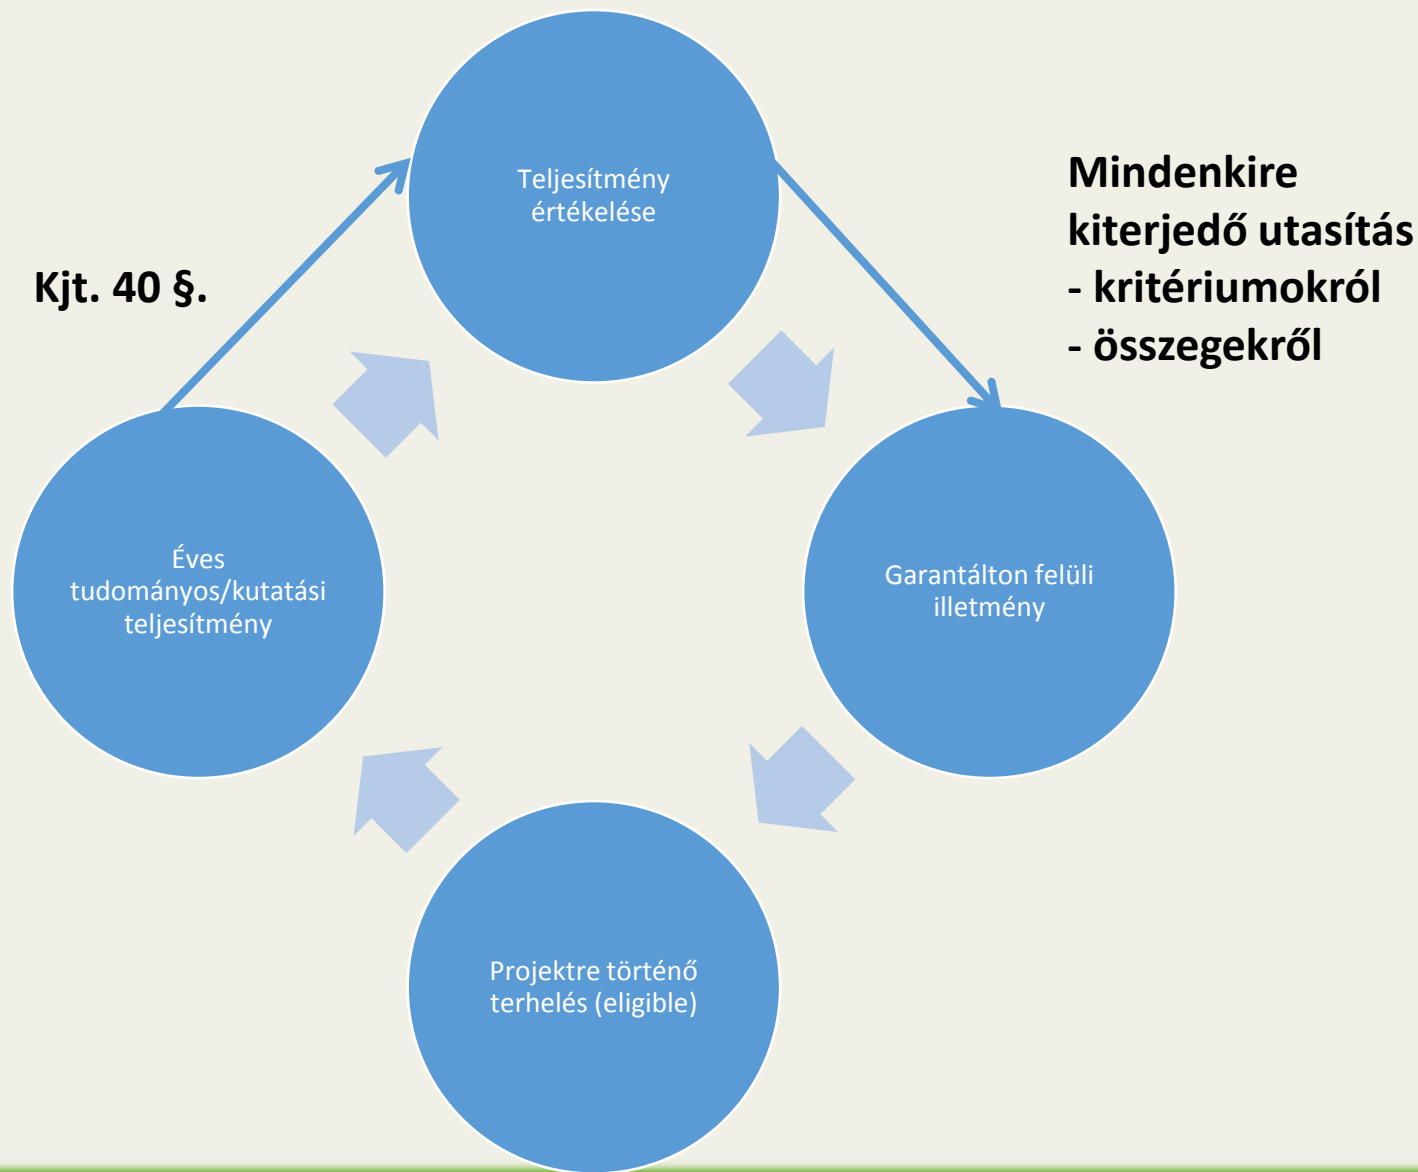 Teljesítmény
értékelése
Mindenkire
kiterjedő utasítás
- kritériumokról
- összegekről
Kjt. 40 §.
Éves
tudományos/kutatási
teljesítmény
Garantálton felüli
illetmény
Projektre történő
terhelés (eligible)